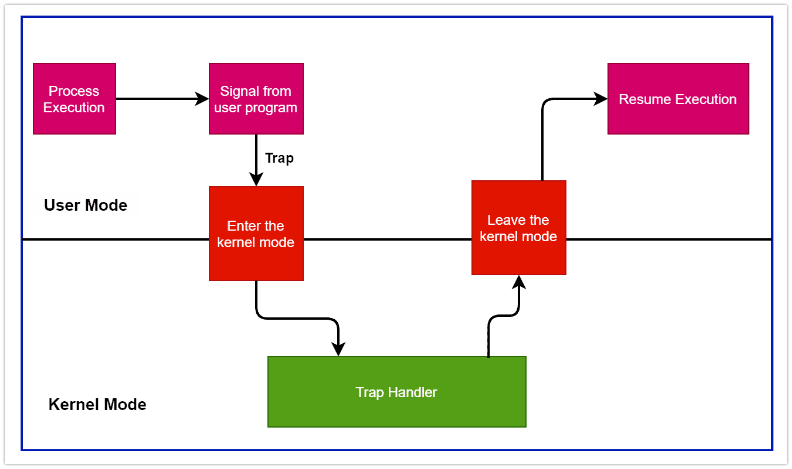 Process
Execution
Signal from
user program
Resume Execution
Trap
User Mode
Enter the
kernel mode
Leave the
kernel mode
Trap Handler
Kernel Mode